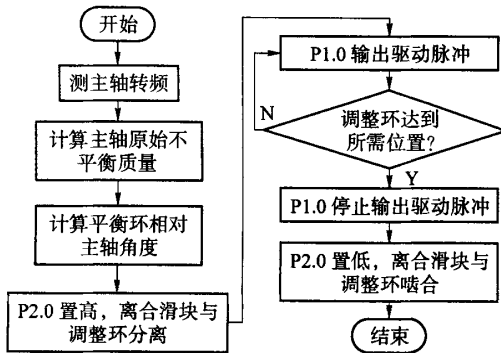 开始
测主轴转频
计算主轴原始不
平衡质量
计算平衡环相对
主轴角度
P2.0 置高，离合滑块与
调整环分离
P1.0 输出驱动脉冲
N
调整环达到
所需位置?
Y
P1.0 停止输出驱动脉冲
P2.0 置低，离合滑块与
调整环啮合
结束